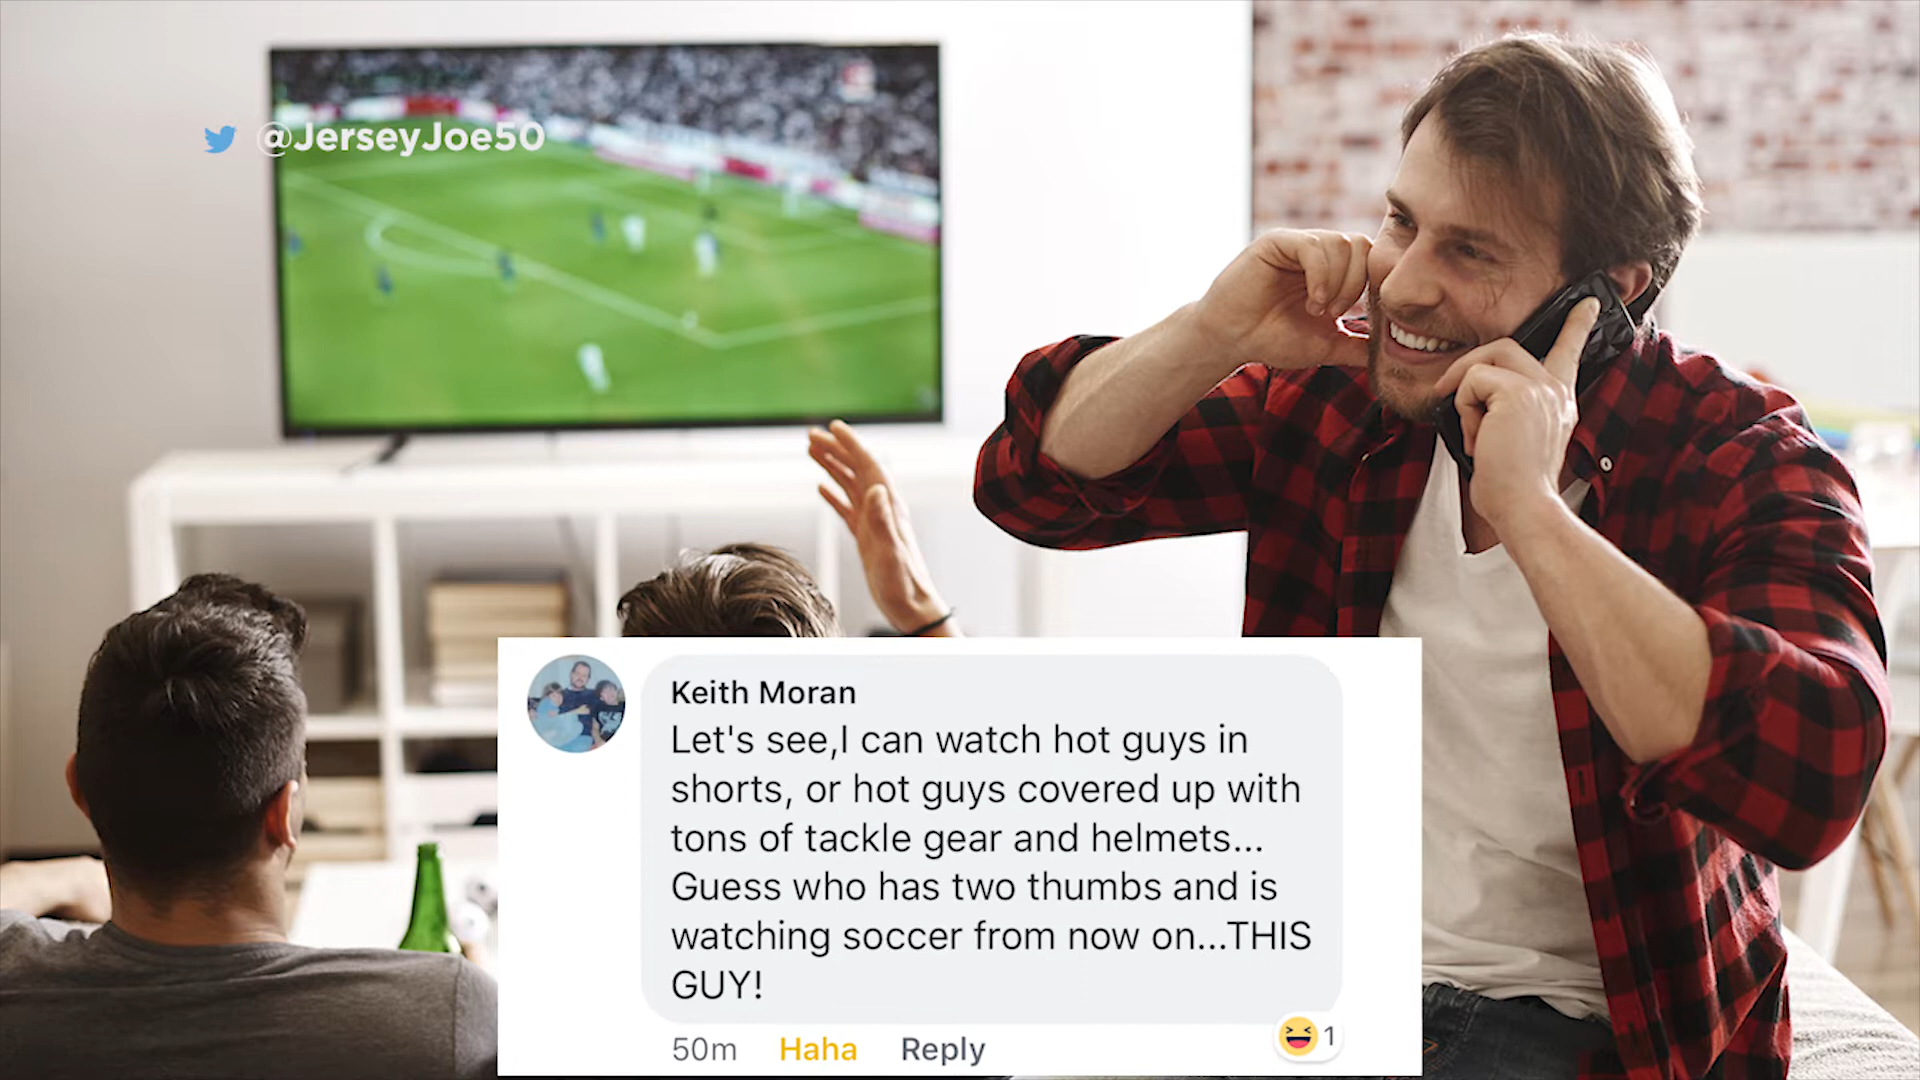 @JerseyJoe50
Keith Moran
Let's see,I can watch hot guys in
shorts, or hot guys covered up with
tons of tackle gear and helmets...
Guess who has two thumbs and is
watching soccer from now on...THIS
GUY!
50m Haha Reply 1